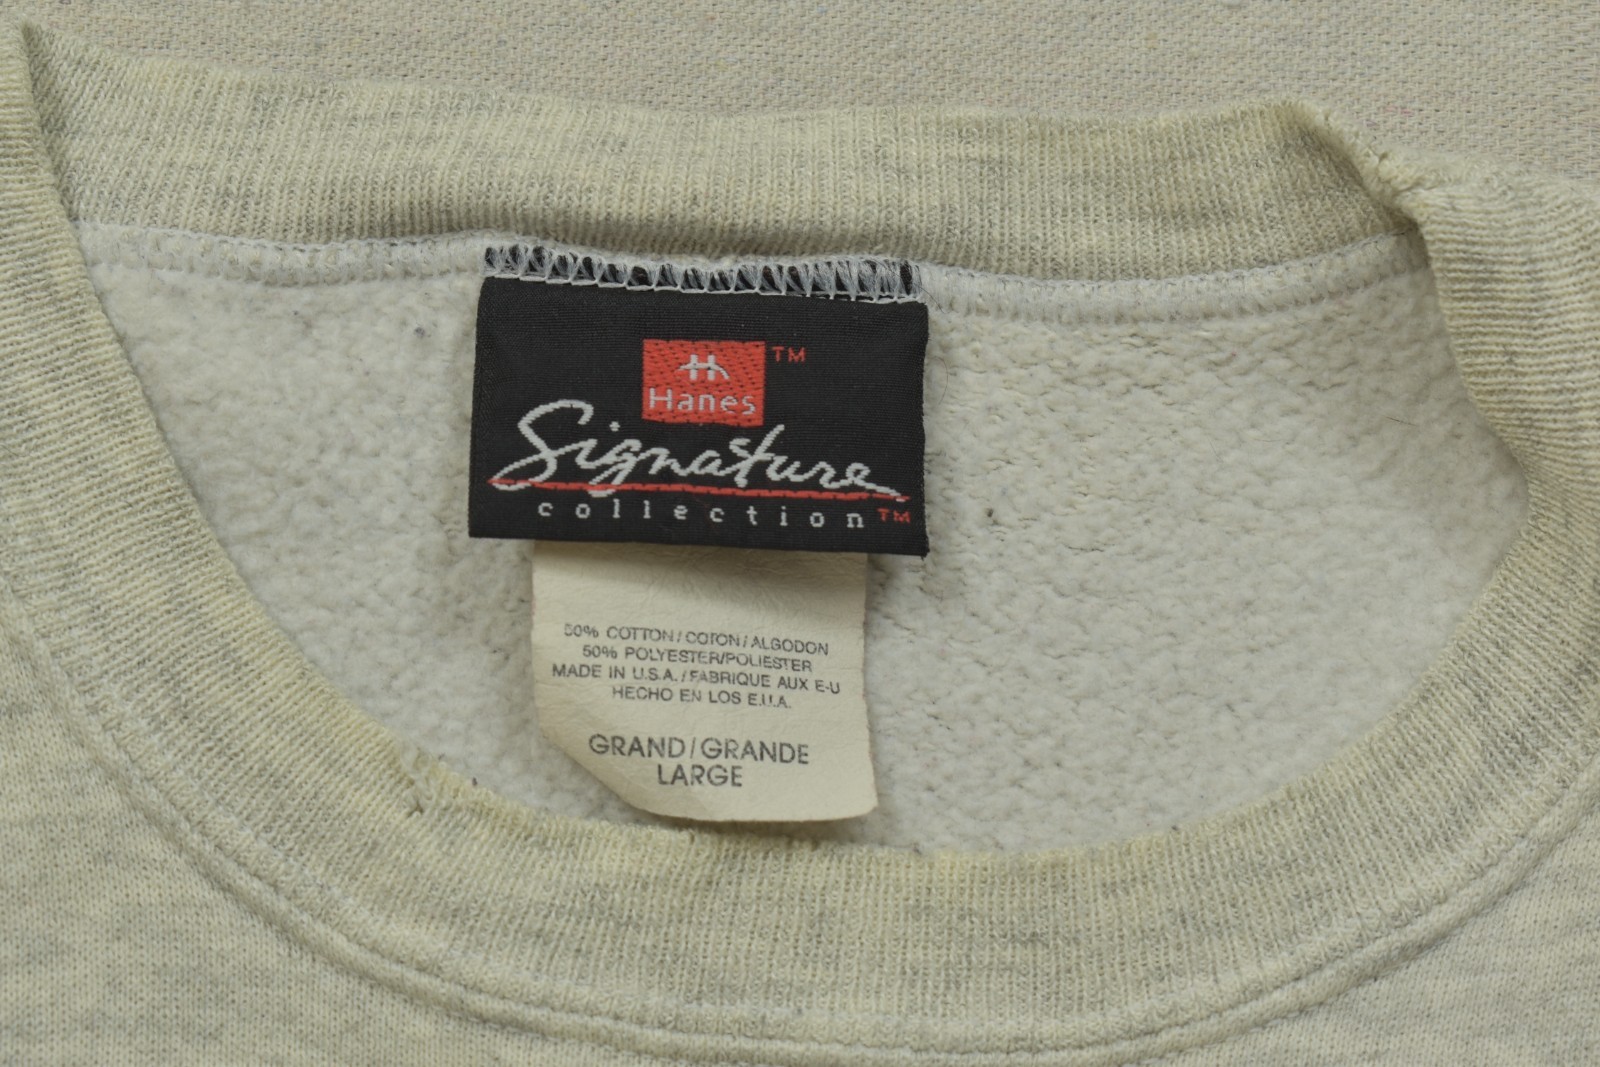 H TM
Hanes
Signature
collection TM
50% COTTON/COTON/ALGODON
50% POLYESTER/POLIESTER
MADE IN U.S.A./FABRIQUE AUX E-U
HECHO EN LOS E.U.A.
GRAND/GRANDE
LARGE